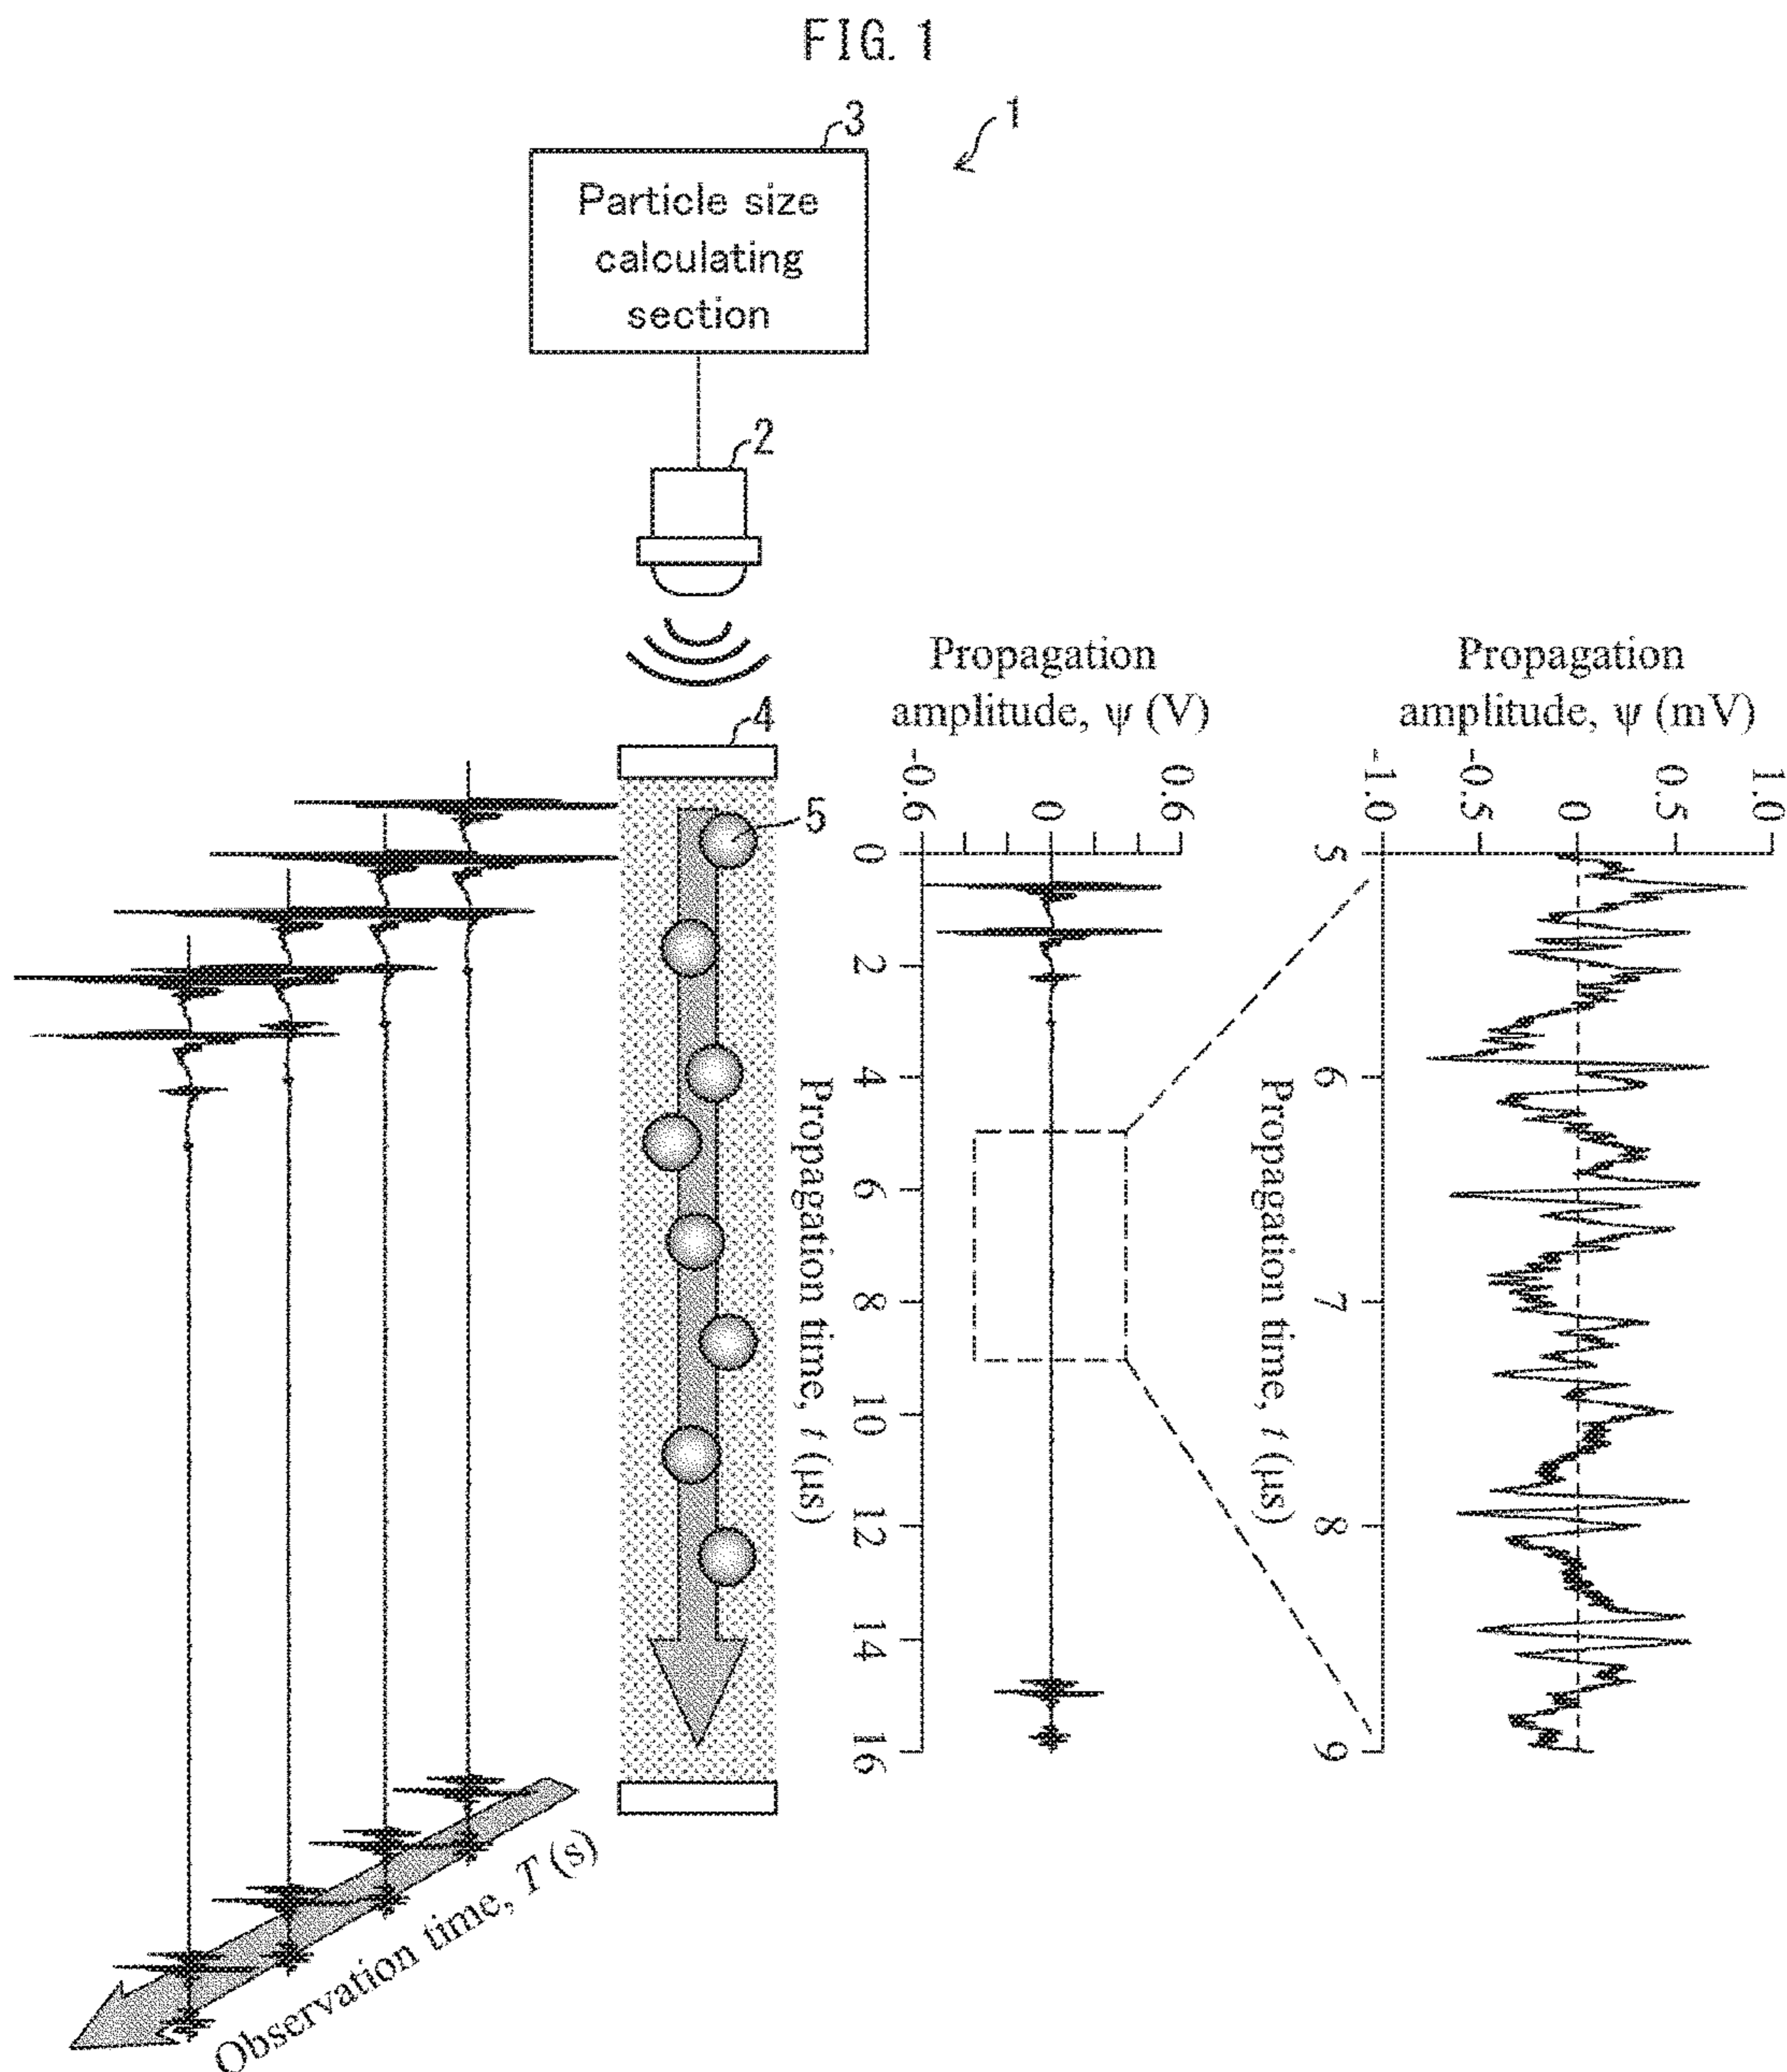 FIG. 1
1
3
Particle size
calculating
section
2
4
5
Propagation
amplitude, ψ (V)
-0.6
0
0.6
0
2
4
6
8
10
12
14
16
Propagation time, t (μs)
Propagation
amplitude, ψ (mV)
-1.0
-0.5
0
0.5
1.0
5
6
7
8
9
Propagation time, t (μs)
Observation time, T (s)